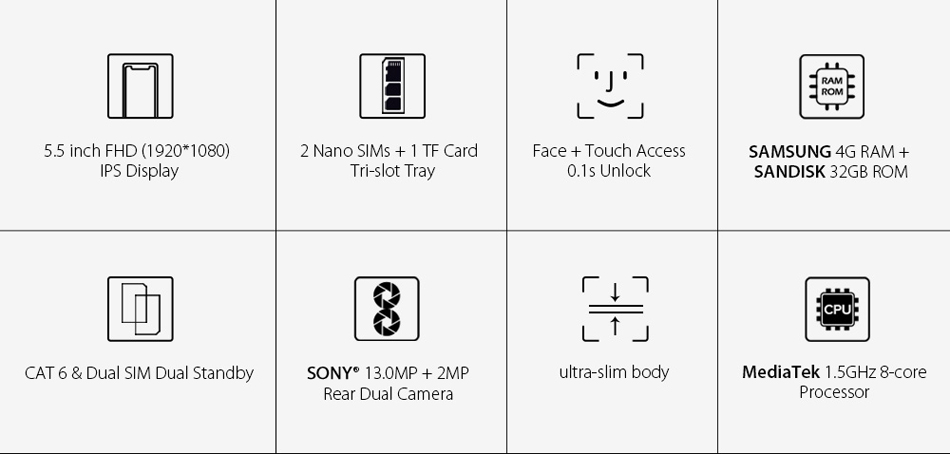 5.5 inch FHD (1920*1080)
IPS Display
2 Nano SIMs + 1 TF Card
Tri-slot Tray
Face + Touch Access
0.1s Unlock
RAM
ROM
SAMSUNG 4G RAM +
SANDISK 32GB ROM
CAT 6 & Dual SIM Dual Standby
SONY® 13.0MP + 2MP
Rear Dual Camera
ultra-slim body
CPU
MediaTek 1.5GHz 8-core
Processor